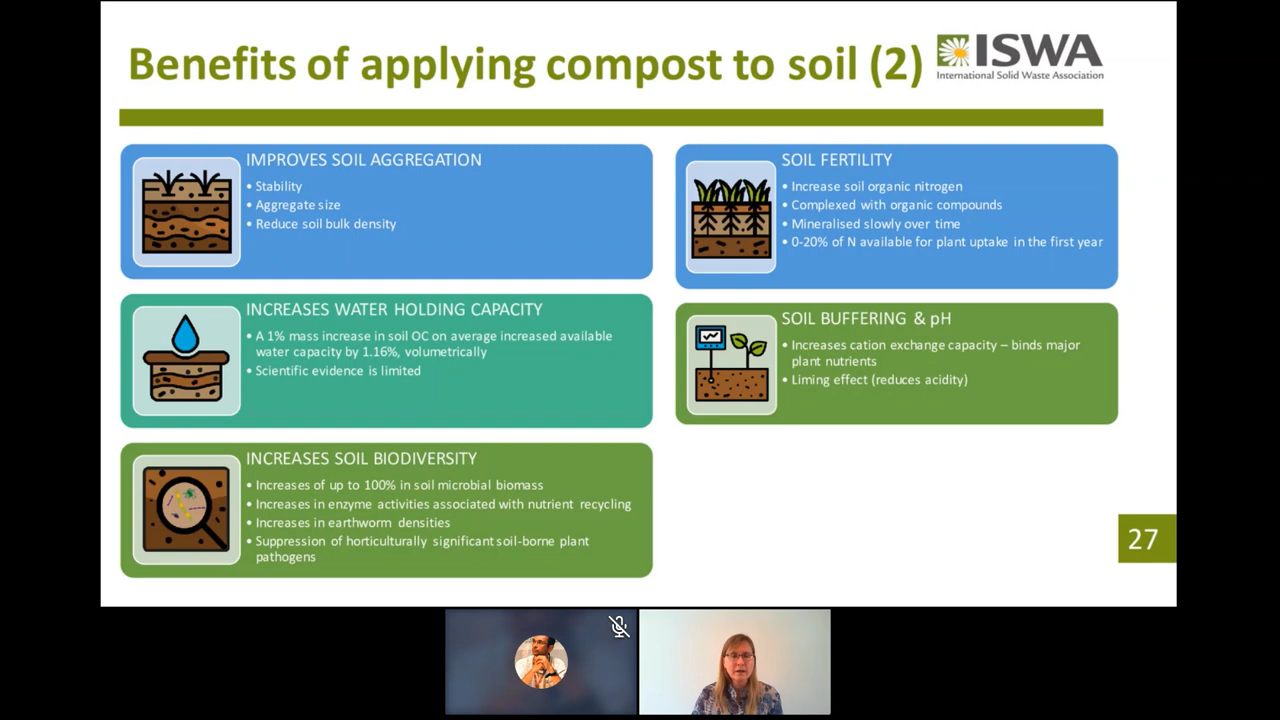 Benefits of applying compost to soil (2)
ISWA
International Solid Waste Association
IMPROVES SOIL AGGREGATION
• Stability
• Aggregate size
• Reduce soil bulk density
INCREASES WATER HOLDING CAPACITY
• A 1% mass increase in soil OC on average increased available
water capacity by 1.16%, volumetrically
• Scientific evidence is limited
INCREASES SOIL BIODIVERSITY
• Increases of up to 100% in soil microbial biomass
• Increases in enzyme activities associated with nutrient recycling
• Increases in earthworm densities
• Suppression of horticulturally significant soil-borne plant
pathogens
SOIL FERTILITY
• Increase soil organic nitrogen
• Complexed with organic compounds
• Mineralised slowly over time
• 0-20% of N available for plant uptake in the first year
SOIL BUFFERING & pH
• Increases cation exchange capacity – binds major
plant nutrients
• Liming effect (reduces acidity)
27